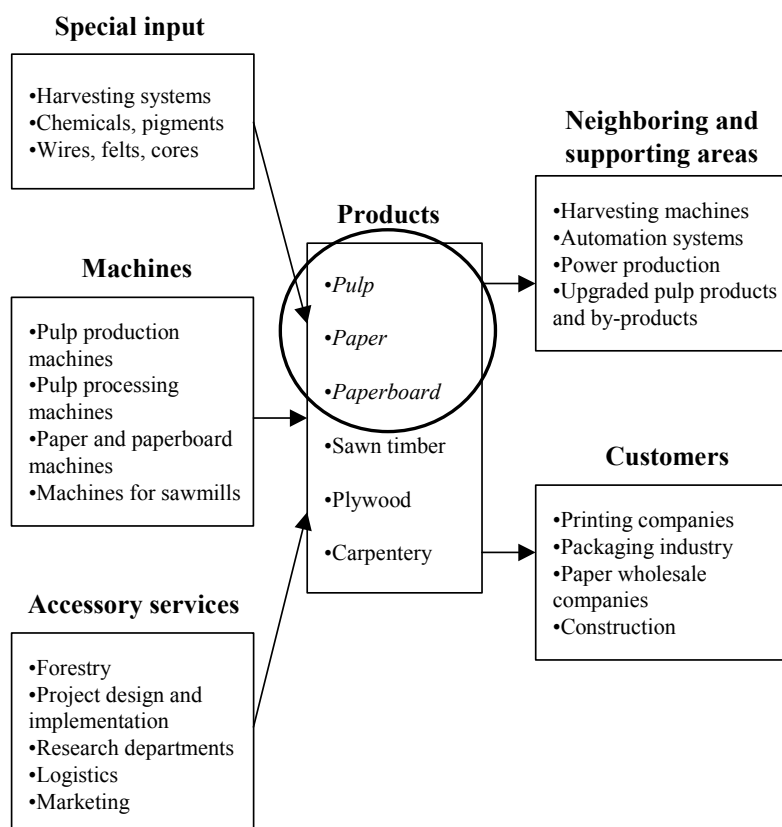 Special input
•Harvesting systems
•Chemicals, pigments
•Wires, felts, cores
Machines
•Pulp production
machines
•Pulp processing
machines
•Paper and paperboard
machines
•Machines for sawmills
Accessory services
•Forestry
•Project design and
implementation
•Research departments
•Logistics
•Marketing
Products
•Pulp
•Paper
•Paperboard
•Sawn timber
•Plywood
•Carpentery
Neighboring and
supporting areas
•Harvesting machines
•Automation systems
•Power production
•Upgraded pulp products
and by-products
Customers
•Printing companies
•Packaging industry
•Paper wholesale
companies
•Construction